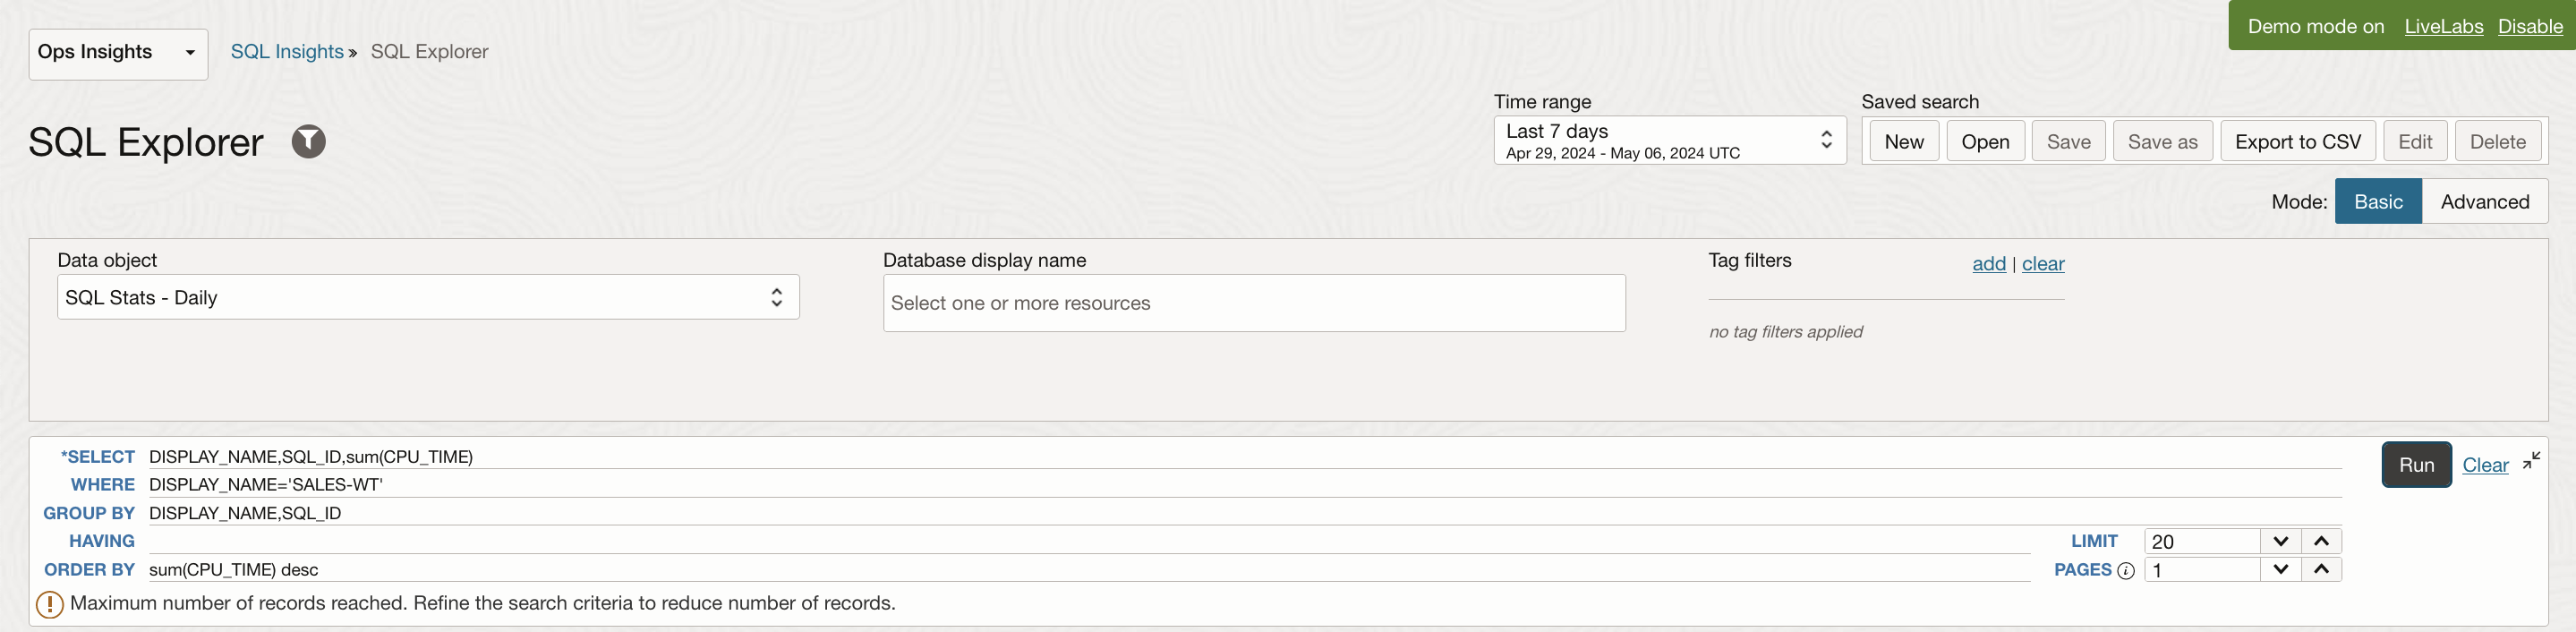 Demo mode on LiveLabs Disable
Ops Insights SQL Insights » SQL Explorer
Time range
Saved search
SQL Explorer
Last 7 days
Apr 29, 2024 - May 06, 2024 UTC
New Open Save Save as Export to CSV Edit Delete
Mode: Basic Advanced
Data object
SQL Stats - Daily
Database display name
Select one or more resources
Tag filters add | clear
no tag filters applied
*SELECT DISPLAY_NAME,SQL_ID,sum(CPU_TIME)
Run Clear
WHERE DISPLAY_NAME='SALES-WT'
GROUP BY DISPLAY_NAME,SQL_ID
HAVING
LIMIT 20
ORDER BY sum(CPU_TIME) desc
PAGES i 1
! Maximum number of records reached. Refine the search criteria to reduce number of records.